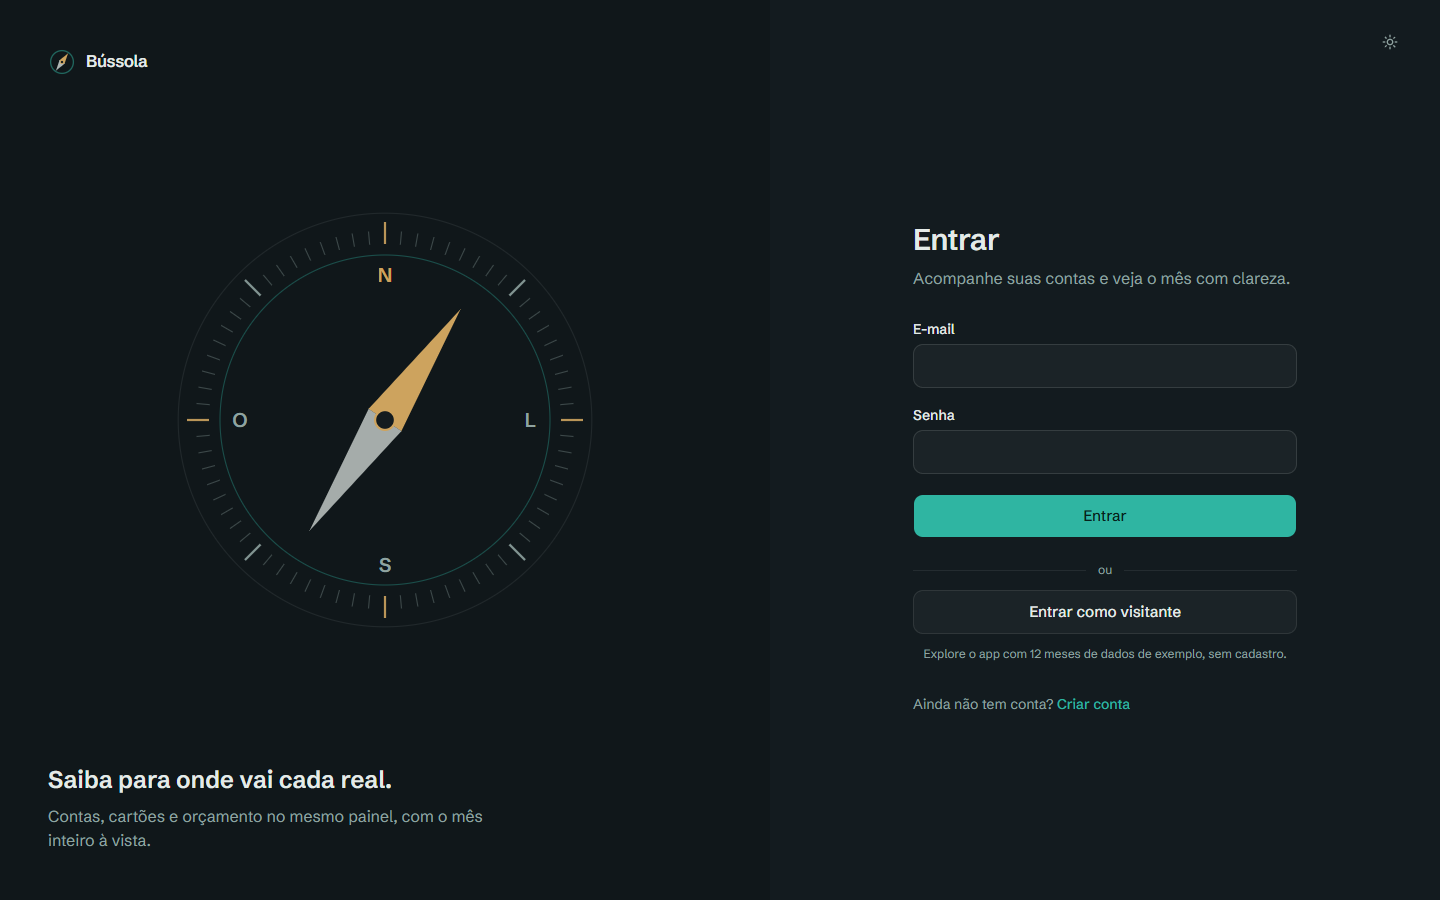 Bússola
N
O
L
S
Saiba para onde vai cada real.
Contas, cartões e orçamento no mesmo painel, com o mês
inteiro à vista.
Entrar
Acompanhe suas contas e veja o mês com clareza.
E-mail
Senha
Entrar
ou
Entrar como visitante
Explore o app com 12 meses de dados de exemplo, sem cadastro.
Ainda não tem conta? Criar conta